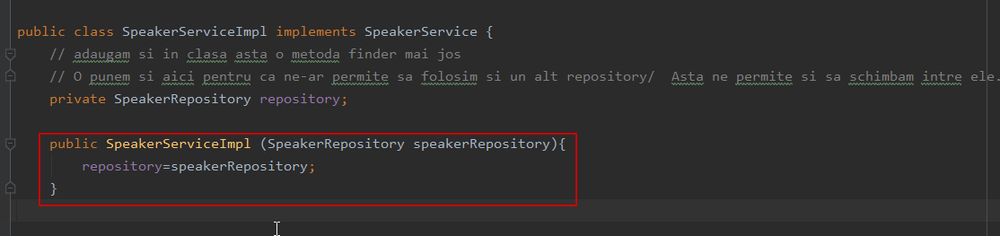 public class SpeakerServiceImpl implements SpeakerService {
// adaugam si in clasa asta o metoda finder mai jos
// O punem si aici pentru ca ne-ar permite sa folosim si un alt repository/  Asta ne permite si sa schimbam intre ele.
private SpeakerRepository repository;
public SpeakerServiceImpl (SpeakerRepository speakerRepository){
repository=speakerRepository;
}